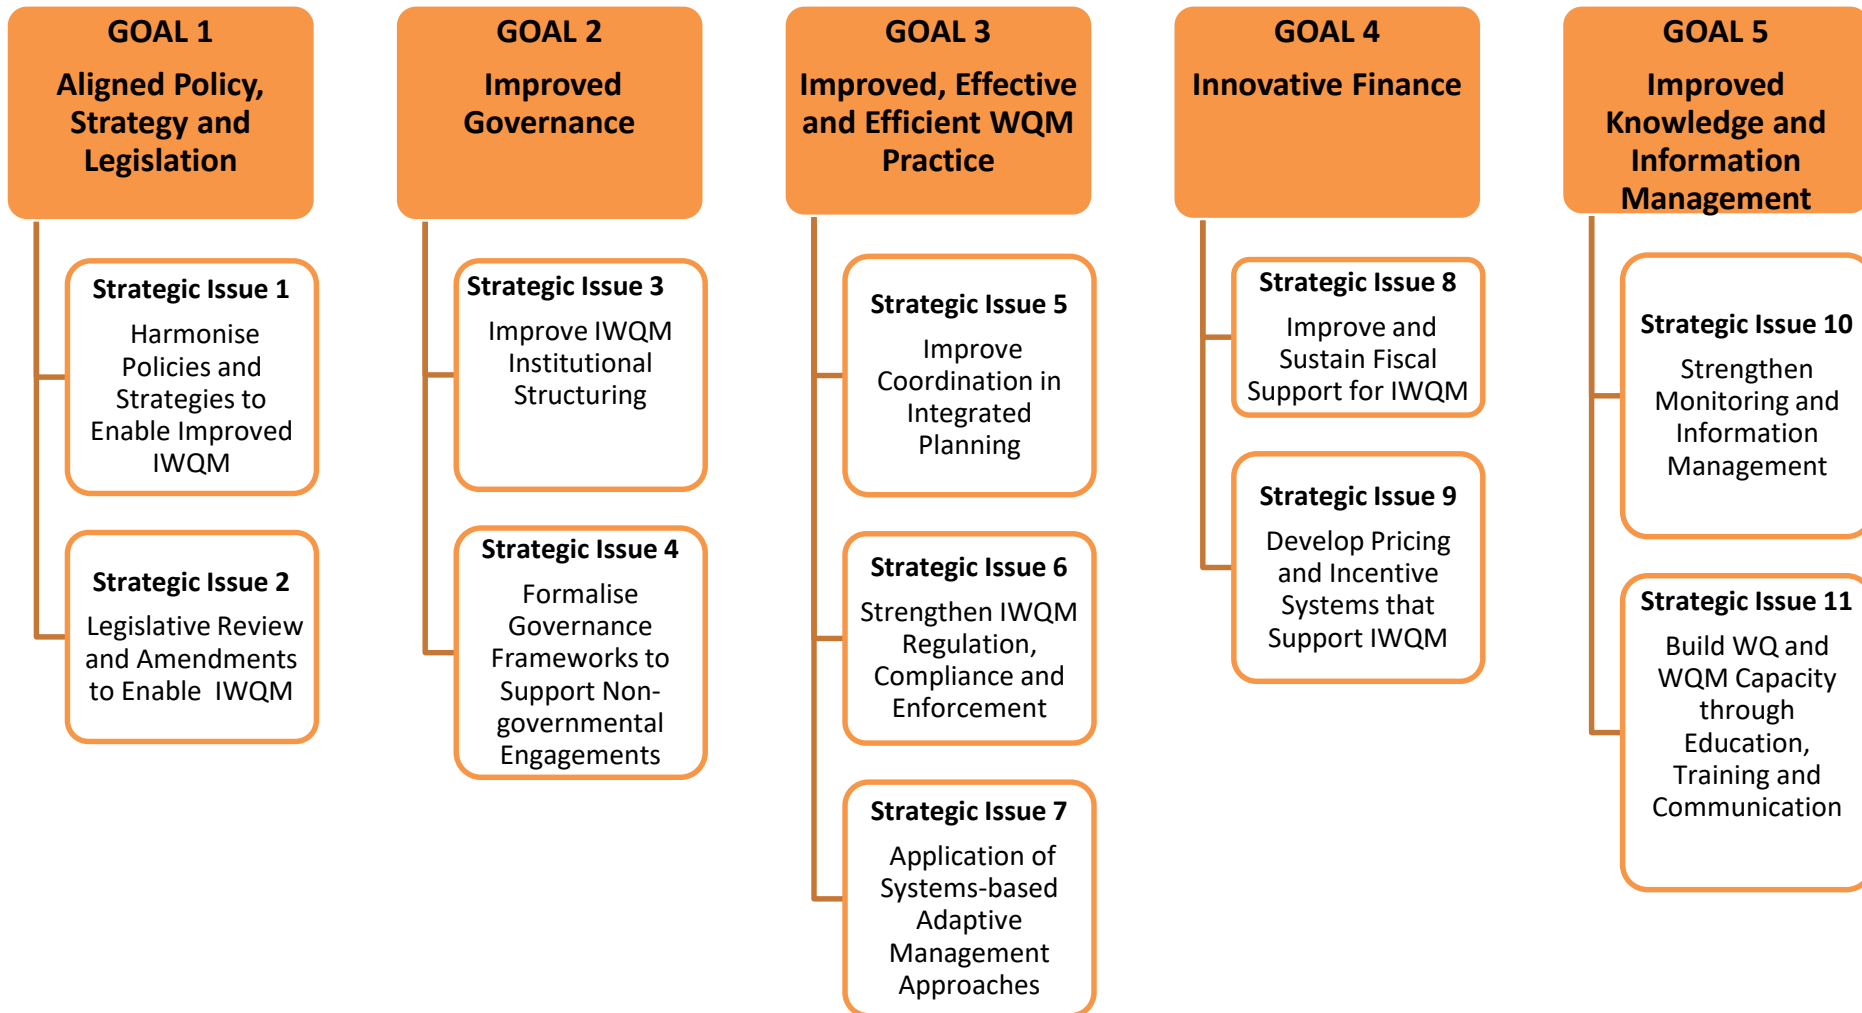 GOAL 1
Aligned Policy,
Strategy and
Legislation
Strategic Issue 1
Harmonise
Policies and
Strategies to
Enable Improved
IWQM
Strategic Issue 2
Legislative Review
and Amendments
to Enable IWQM
GOAL 2
Improved
Governance
Strategic Issue 3
Improve IWQM
Institutional
Structuring
Strategic Issue 4
Formalise
Governance
Frameworks to
Support Non-
governmental
Engagements
GOAL 3
Improved, Effective
and Efficient WQM
Practice
Strategic Issue 5
Improve
Coordination in
Integrated
Planning
Strategic Issue 6
Strengthen IWQM
Regulation,
Compliance and
Enforcement
Strategic Issue 7
Application of
Systems-based
Adaptive
Management
Approaches
GOAL 4
Innovative Finance
Strategic Issue 8
Improve and
Sustain Fiscal
Support for IWQM
Strategic Issue 9
Develop Pricing
and Incentive
Systems that
Support IWQM
GOAL 5
Improved
Knowledge and
Information
Management
Strategic Issue 10
Strengthen
Monitoring and
Information
Management
Strategic Issue 11
Build WQ and
WQM Capacity
through
Education,
Training and
Communication